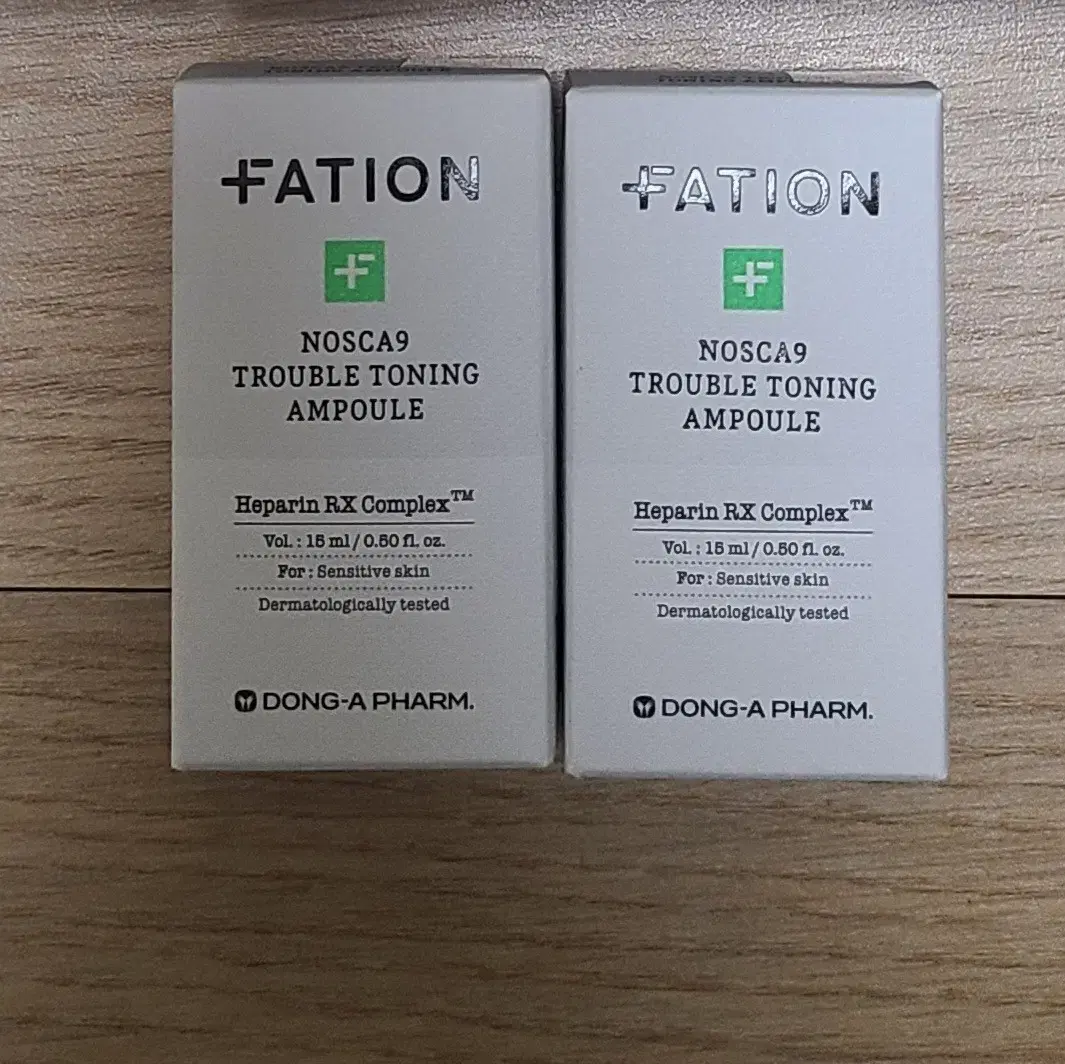 FATION
NOSCA9
TROUBLE TONING
AMPOULE
Heparin RX Complex™
Vol. : 15 ml / 0.50 fl. oz.
For : Sensitive skin
Dermatologically tested
DONG-A PHARM.
FATION
NOSCA9
TROUBLE TONING
AMPOULE
Heparin RX Complex™
Vol. : 15 ml / 0.50 fl. oz.
For : Sensitive skin
Dermatologically tested
DONG-A PHARM.